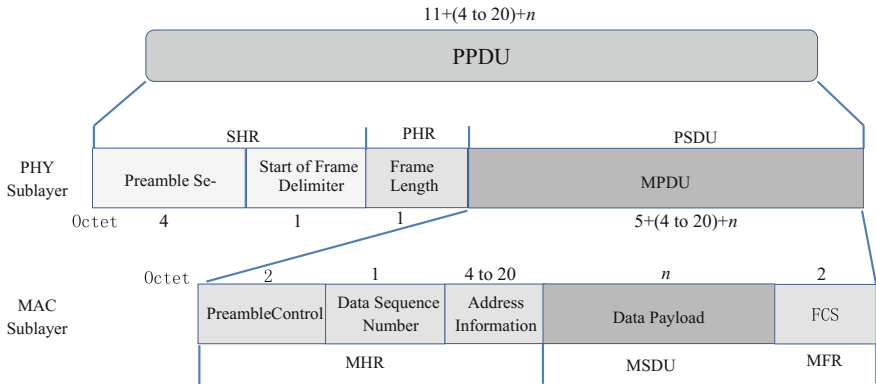 11+(4 to 20)+n
PPDU
SHR PHR PSDU
PHY Sublayer
Preamble Se-
Start of Frame Delimiter
Frame Length
MPDU
Octet 4 1 1 5+(4 to 20)+n
Octet 2 1 4 to 20 n 2
MAC Sublayer
PreambleControl
Data Sequence Number
Address Information
Data Payload
FCS
MHR MSDU MFR